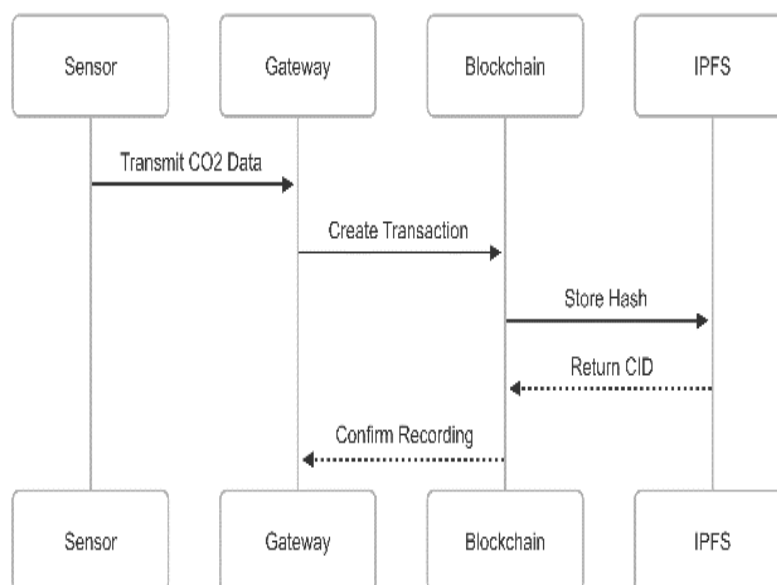 Sensor
Gateway
Blockchain
IPFS
Transmit CO2 Data
Create Transaction
Store Hash
Return CID
Confirm Recording
Sensor
Gateway
Blockchain
IPFS